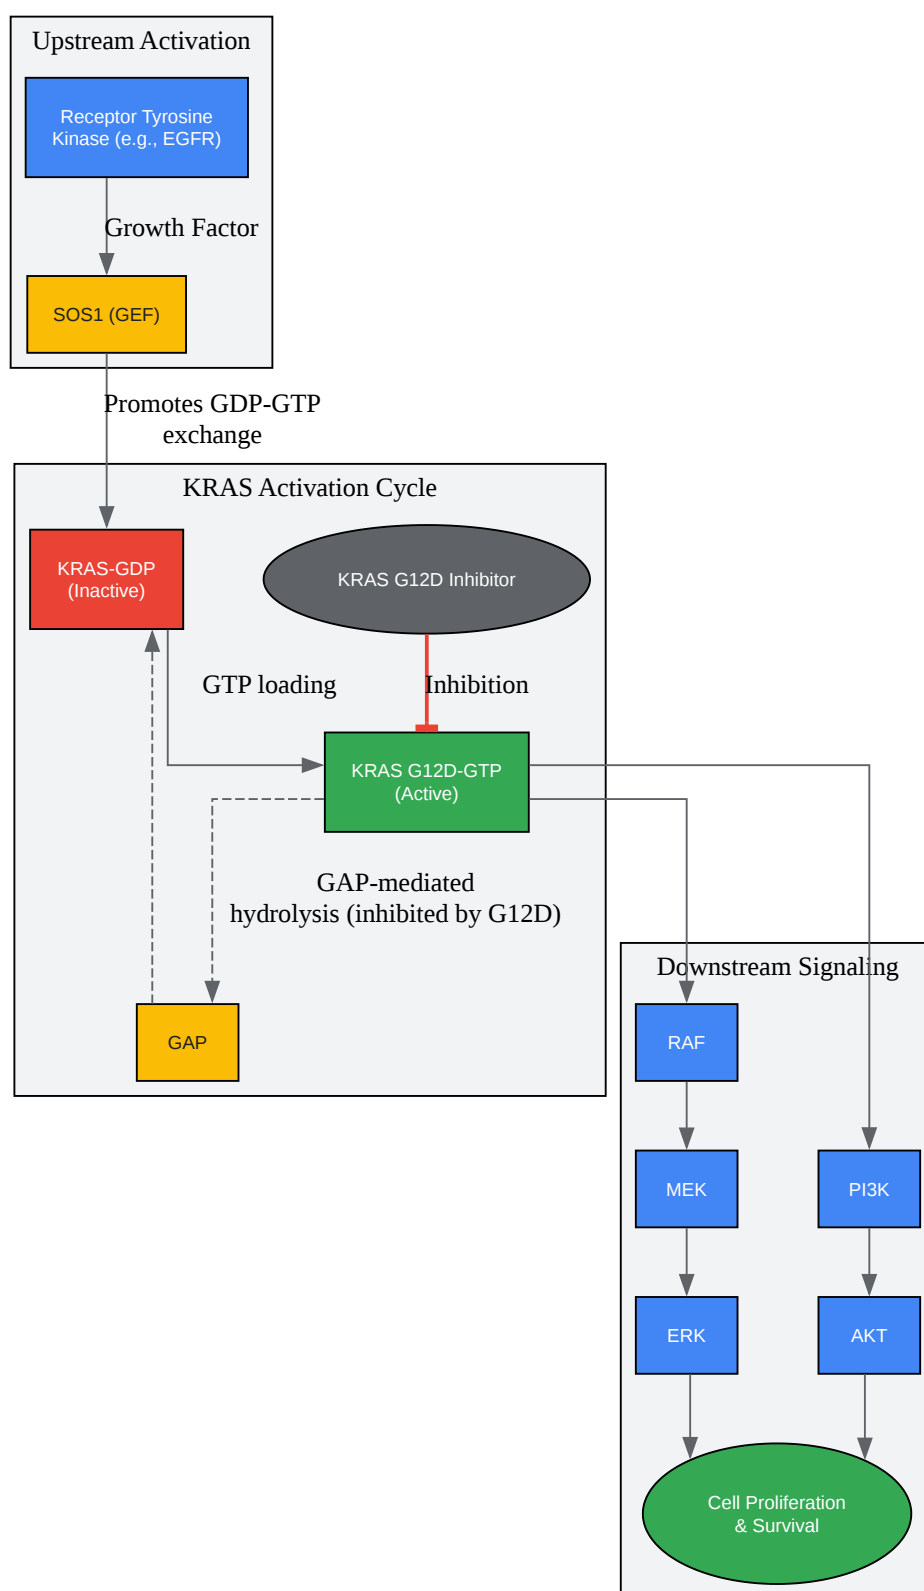 Upstream Activation
Receptor Tyrosine
Kinase (e.g., EGFR)
Growth Factor
SOS1 (GEF)
Promotes GDP-GTP
exchange
KRAS Activation Cycle
KRAS-GDP
(Inactive)
KRAS G12D Inhibitor
GTP loading
Inhibition
KRAS G12D-GTP
(Active)
GAP-mediated
hydrolysis (inhibited by G12D)
GAP
Downstream Signaling
RAF
MEK
PI3K
ERK
AKT
Cell Proliferation
& Survival